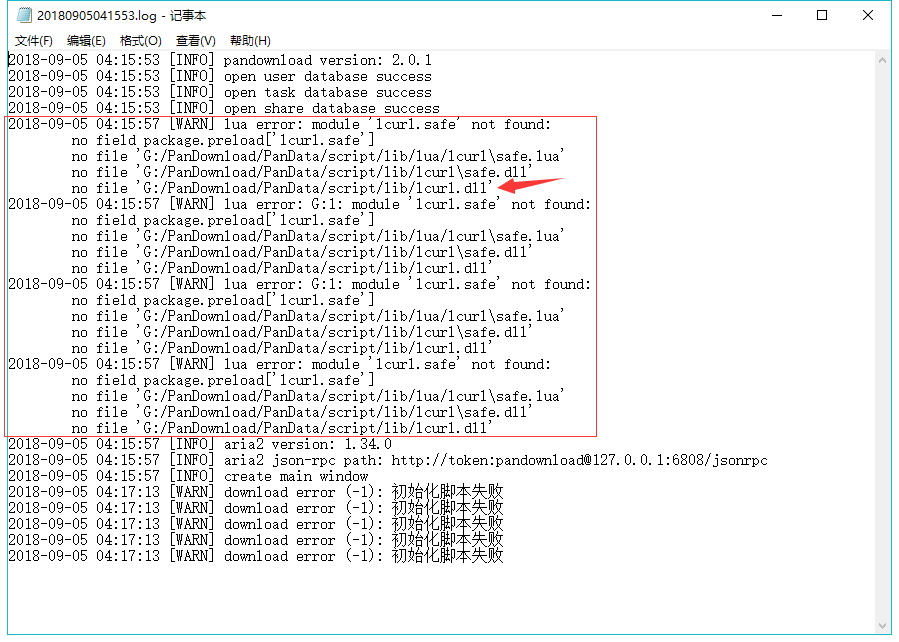 20180905041553.log - 记事本
文件(F) 编辑(E) 格式(O) 查看(V) 帮助(H)
2018-09-05 04:15:53 [INFO] pandownload version: 2.0.1
2018-09-05 04:15:53 [INFO] open user database success
2018-09-05 04:15:53 [INFO] open task database success
2018-09-05 04:15:53 [INFO] open share database success
2018-09-05 04:15:57 [WARN] lua error: module 'lcurl.safe' not found:
no field package.preload['lcurl.safe']
no file 'G:/PanDownload/PanData/script/lib/lua/lcurl\safe.lua'
no file 'G:/PanDownload/PanData/script/lib/lcurl\safe.dll'
no file 'G:/PanDownload/PanData/script/lib/lcurl.dll'
2018-09-05 04:15:57 [WARN] lua error: G:1: module 'lcurl.safe' not found:
no field package.preload['lcurl.safe']
no file 'G:/PanDownload/PanData/script/lib/lua/lcurl\safe.lua'
no file 'G:/PanDownload/PanData/script/lib/lcurl\safe.dll'
no file 'G:/PanDownload/PanData/script/lib/lcurl.dll'
2018-09-05 04:15:57 [WARN] lua error: G:1: module 'lcurl.safe' not found:
no field package.preload['lcurl.safe']
no file 'G:/PanDownload/PanData/script/lib/lua/lcurl\safe.lua'
no file 'G:/PanDownload/PanData/script/lib/lcurl\safe.dll'
no file 'G:/PanDownload/PanData/script/lib/lcurl.dll'
2018-09-05 04:15:57 [WARN] lua error: module 'lcurl.safe' not found:
no field package.preload['lcurl.safe']
no file 'G:/PanDownload/PanData/script/lib/lua/lcurl\safe.lua'
no file 'G:/PanDownload/PanData/script/lib/lcurl\safe.dll'
no file 'G:/PanDownload/PanData/script/lib/lcurl.dll'
2018-09-05 04:15:57 [INFO] aria2 version: 1.34.0
2018-09-05 04:15:57 [INFO] aria2 json-rpc path: http://token:pandownload@127.0.0.1:6808/jsonrpc
2018-09-05 04:15:57 [INFO] create main window
2018-09-05 04:17:13 [WARN] download error (-1): 初始化脚本失败
2018-09-05 04:17:13 [WARN] download error (-1): 初始化脚本失败
2018-09-05 04:17:13 [WARN] download error (-1): 初始化脚本失败
2018-09-05 04:17:13 [WARN] download error (-1): 初始化脚本失败
2018-09-05 04:17:13 [WARN] download error (-1): 初始化脚本失败